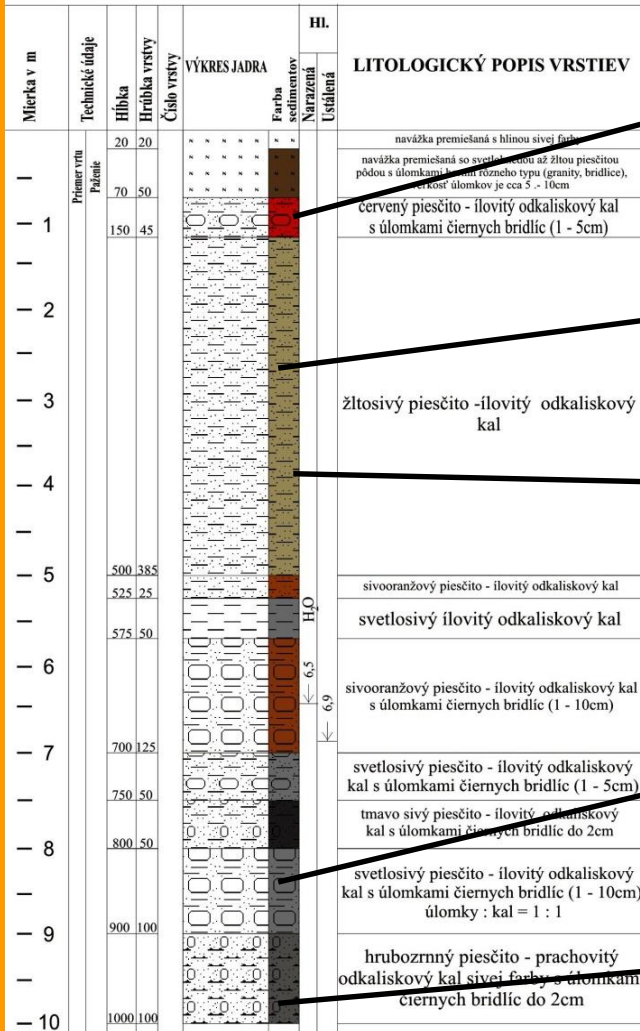 Mierka v m
Technické údaje
Hĺbka
Hrúbka vrstvy
Číslo vrstvy
VÝKRES JADRA
Farba
sedimentov
Hl.
Narazená
Ustálená
LITOLOGICKÝ POPIS VRSTIEV
Priemer vrtu
Paženie
20 20
navážka premiešaná s hlinou sivej farby
navážka premiešaná so
až žltou piesčitou
pôdou s úlomkami hornín rôzneho typu (granity, bridlice),
veľkosť úlomkov je cca 5 .- 10cm
70 50
1
červený piesčito - ílovitý odkaliskový kal
s úlomkami čiernych bridlíc (1 - 5cm)
150 45
2
3
žltosivý piesčito -ílovitý odkaliskový
kal
4
5
500 385
sivooranžový piesčito - ílovitý odkaliskový kal
525 25
H2O
svetlosivý ílovitý odkaliskový kal
575 50
6
6,5
6,9
sivooranžový piesčito - ílovitý odkaliskový kal
s úlomkami čiernych bridlíc (1 - 10cm)
7
700 125
svetlosivý piesčito - ílovitý odkaliskový
kal s úlomkami čiernych bridlíc (1 - 5cm)
750 50
tmavo sivý piesčito - ílovitý odkaliskový
kal s úlomkami čiernych bridlíc do 2cm
8
800 50
svetlosivý piesčito - ílovitý odkaliskový
kal s úlomkami čiernych bridlíc (1 - 10cm)
úlomky : kal = 1 : 1
9
900 100
hrubozrnný piesčito - prachovitý
odkaliskový kal sivej farby s úlomkami
čiernych bridlíc do 2cm
10
1000 100